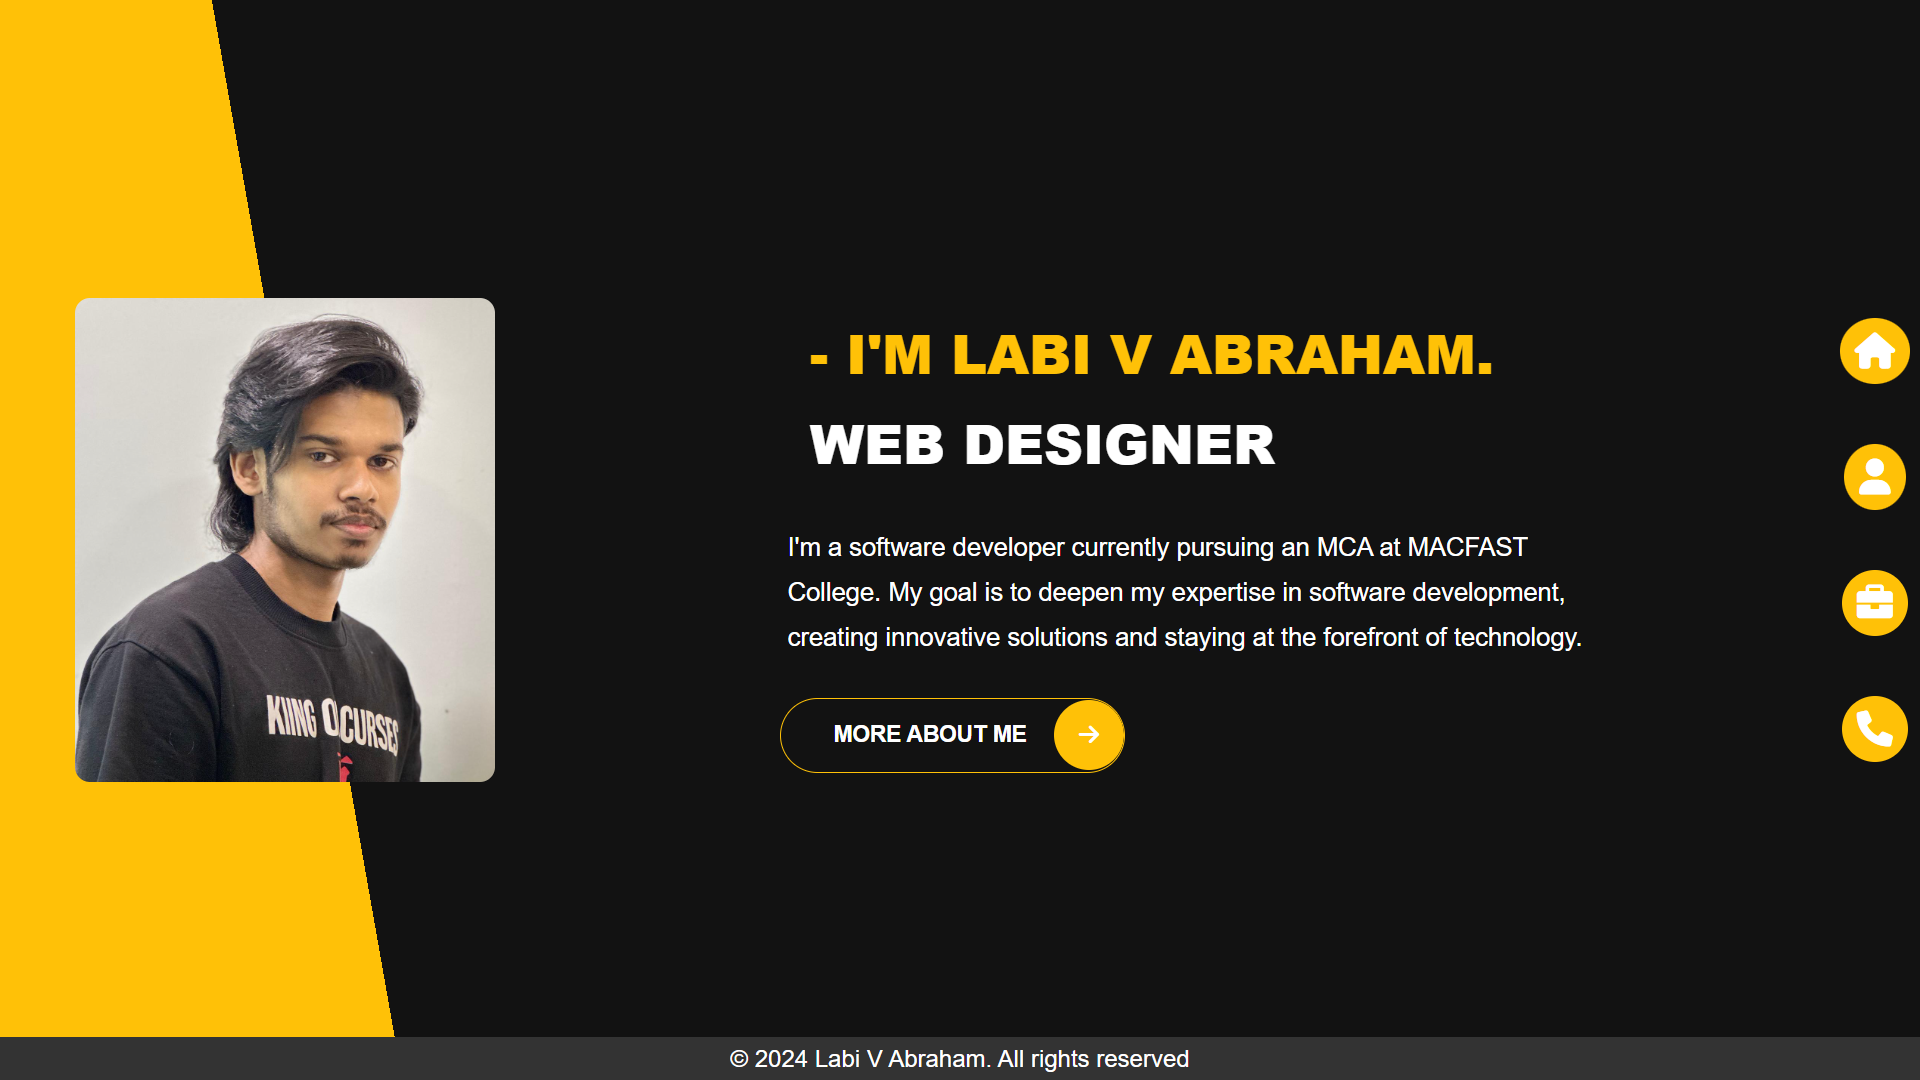 - I'M LABI V ABRAHAM.
WEB DESIGNER
I'm a software developer currently pursuing an MCA at MACFAST
College. My goal is to deepen my expertise in software development,
creating innovative solutions and staying at the forefront of technology.
MORE ABOUT ME
KIING O CURSES
© 2024 Labi V Abraham. All rights reserved